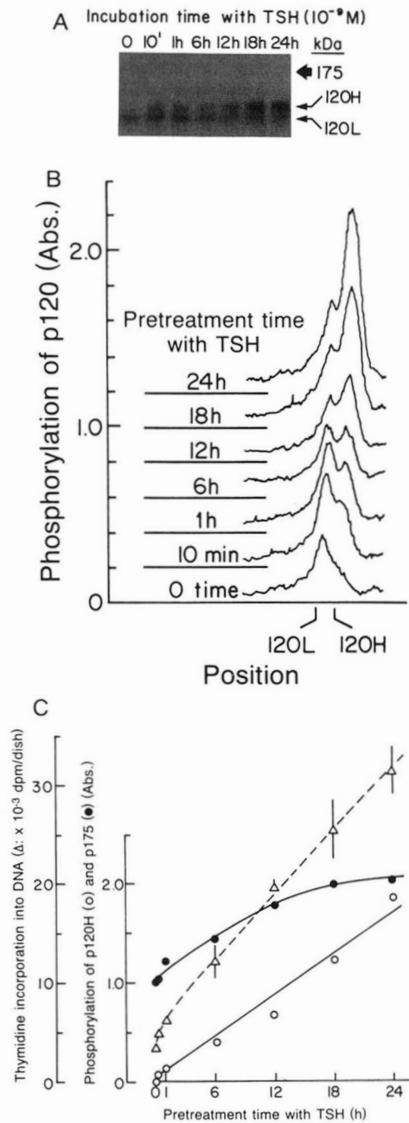 A
Incubation time with TSH (10⁻⁹ M)
0 10' 1h 6h 12h 18h 24h kDa
175
120H
120L
B
Phosphorylation of p120 (Abs.)
2.0
1.0
0
Pretreatment time
with TSH
24h
18h
12h
6h
1h
10 min
0 time
120L 120H
Position
C
Thymidine incorporation into DNA (Δ: x 10⁻³ dpm/dish)
30
20
10
0
Phosphorylation of p120H (o) and p175 (●) (Abs.)
2.0
1.0
0
0 1 6 12 18 24
Pretreatment time with TSH (h)